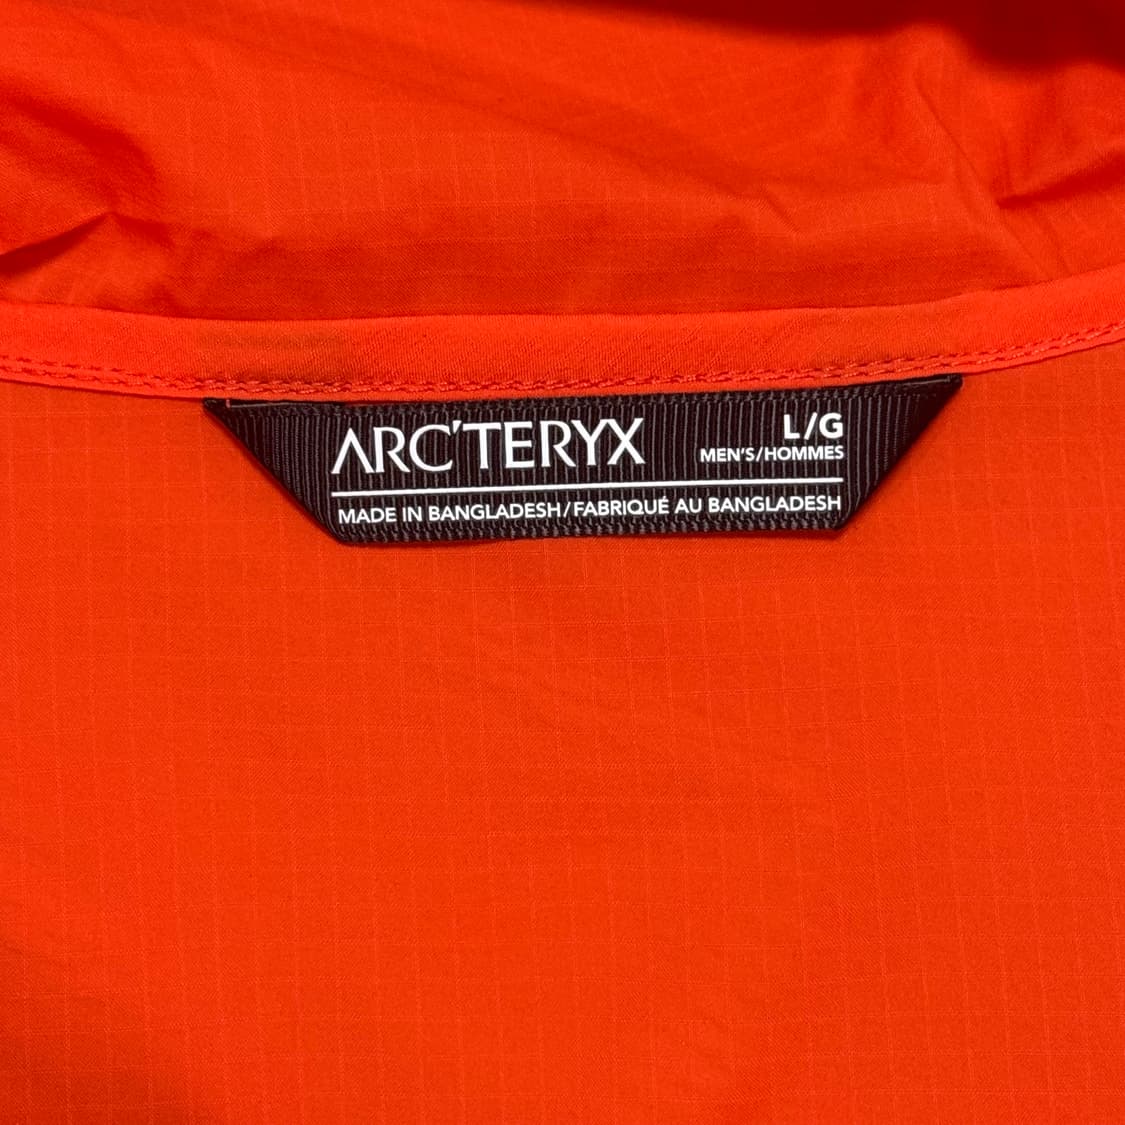 ARC'TERYX
L/G
MEN'S/HOMMES
MADE IN BANGLADESH/FABRIQUÉ AU BANGLADESH